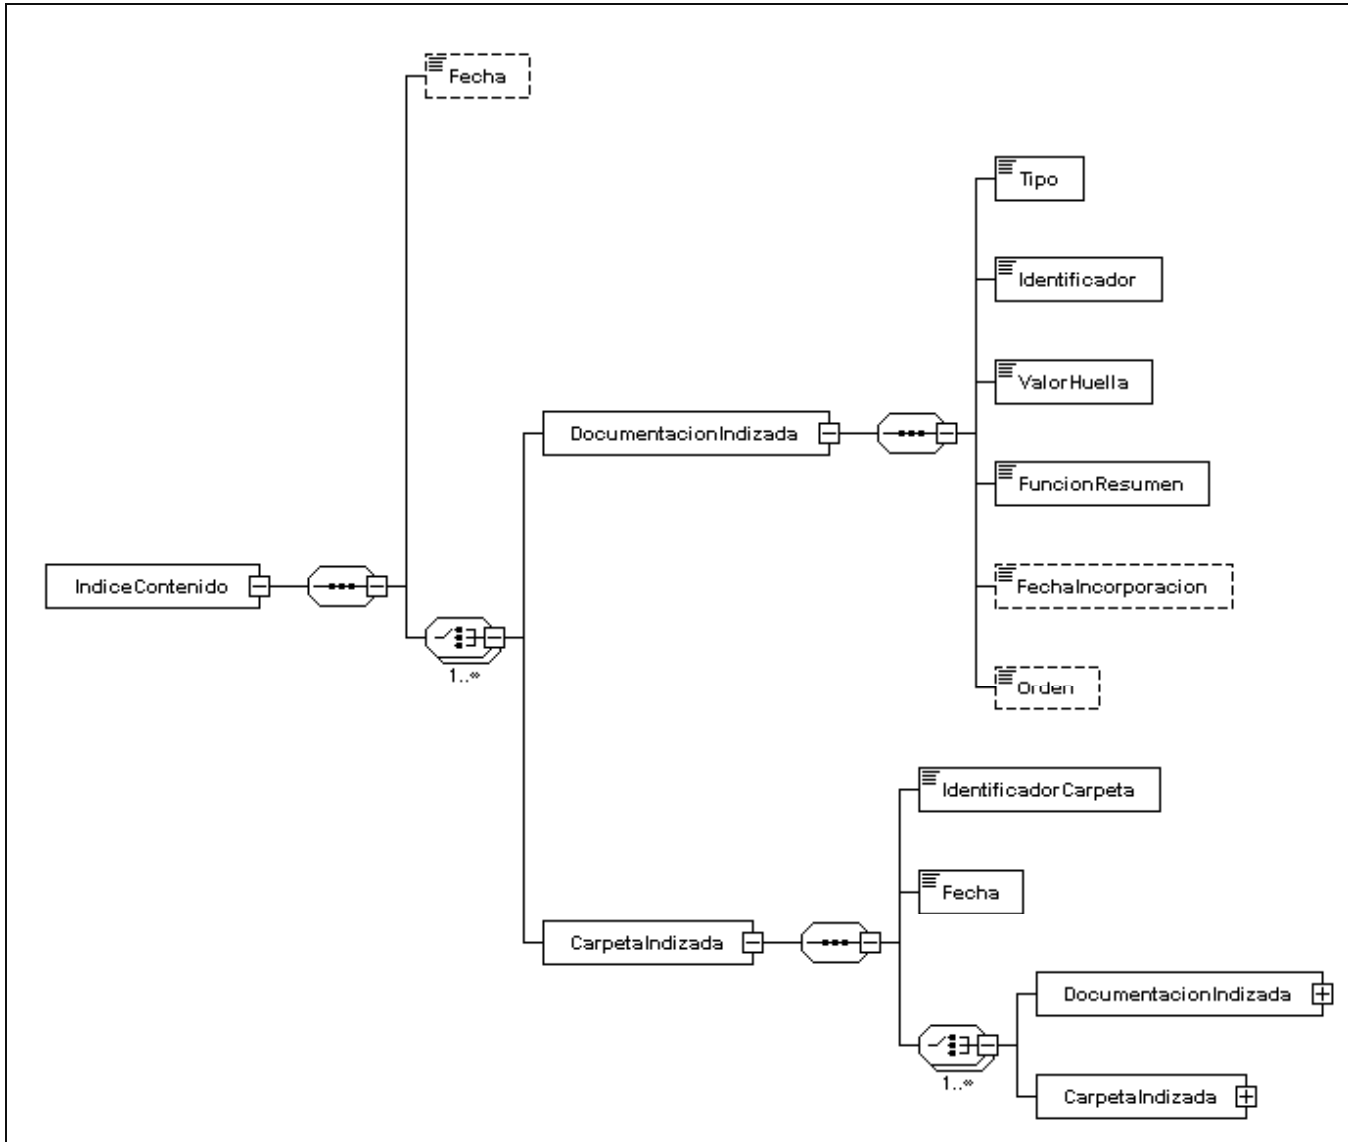 Fecha
Tipo
Identificador
ValorHuella
DocumentacionIndizada
FuncionResumen
IndiceContenido
FechaIncorporacion
1..∞
Orden
IdentificadorCarpeta
Fecha
CarpetaIndizada
DocumentacionIndizada
1..∞
CarpetaIndizada